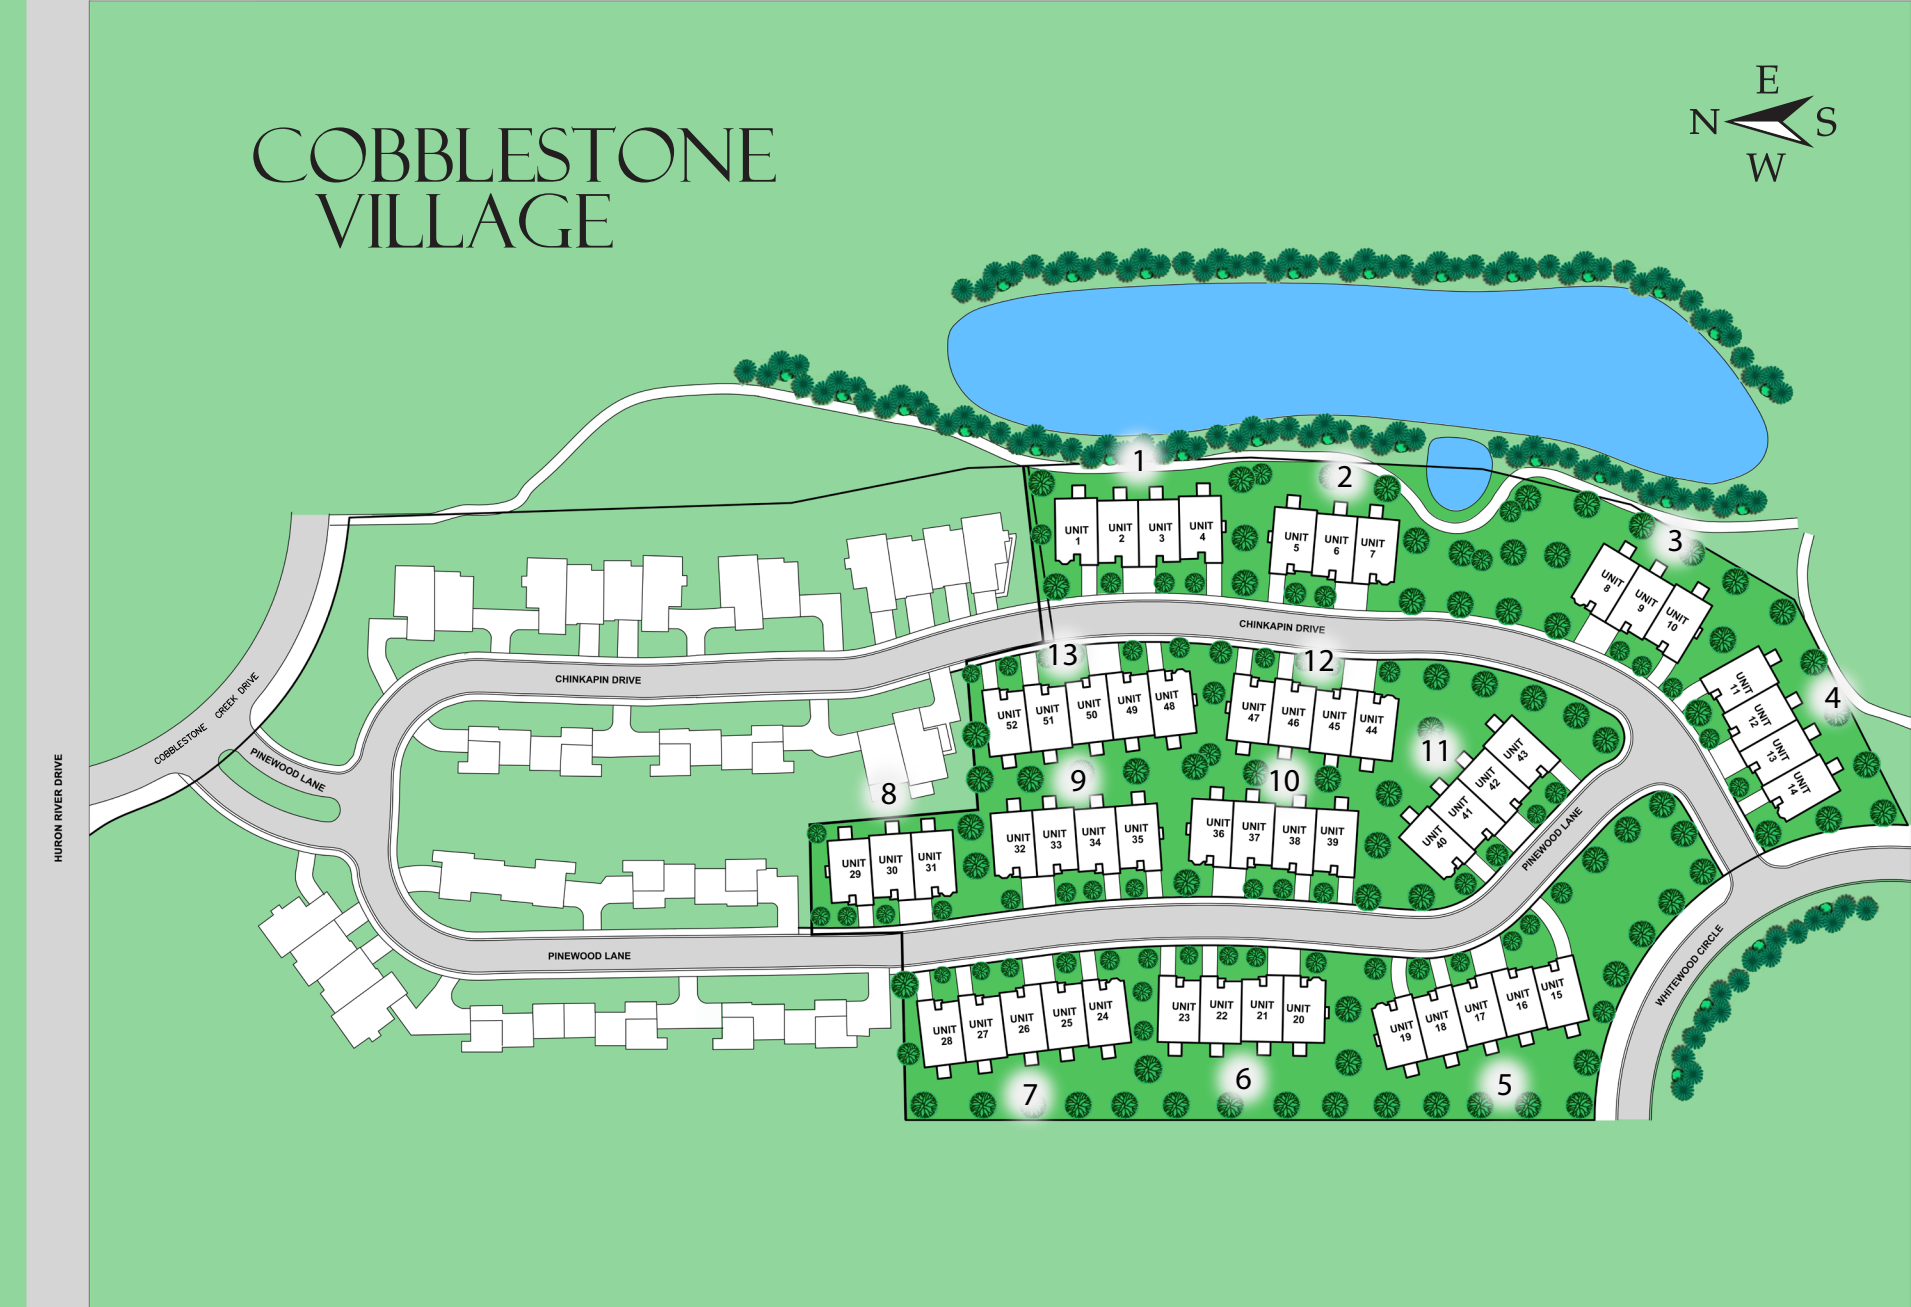 COBBLESTONE
VILLAGE
E
N
S
W
HURON RIVER DRIVE
COBBLESTONE CREEK DRIVE
PINEWOOD LANE
CHINKAPIN DRIVE
CHINKAPIN DRIVE
PINEWOOD LANE
PINEWOOD LANE
WHITEWOOD CIRCLE
1
UNIT
1
UNIT
2
UNIT
3
UNIT
4
2
UNIT
5
UNIT
6
UNIT
7
3
UNIT
8
UNIT
9
UNIT
10
4
UNIT
11
UNIT
12
UNIT
13
UNIT
14
13
UNIT
52
UNIT
51
UNIT
50
UNIT
49
UNIT
48
12
UNIT
47
UNIT
46
UNIT
45
UNIT
44
11
UNIT
43
UNIT
42
UNIT
41
UNIT
40
8
UNIT
29
UNIT
30
UNIT
31
9
UNIT
32
UNIT
33
UNIT
34
UNIT
35
10
UNIT
36
UNIT
37
UNIT
38
UNIT
39
UNIT
28
UNIT
27
UNIT
26
UNIT
25
UNIT
24
7
UNIT
23
UNIT
22
UNIT
21
UNIT
20
6
UNIT
19
UNIT
18
UNIT
17
UNIT
16
UNIT
15
5